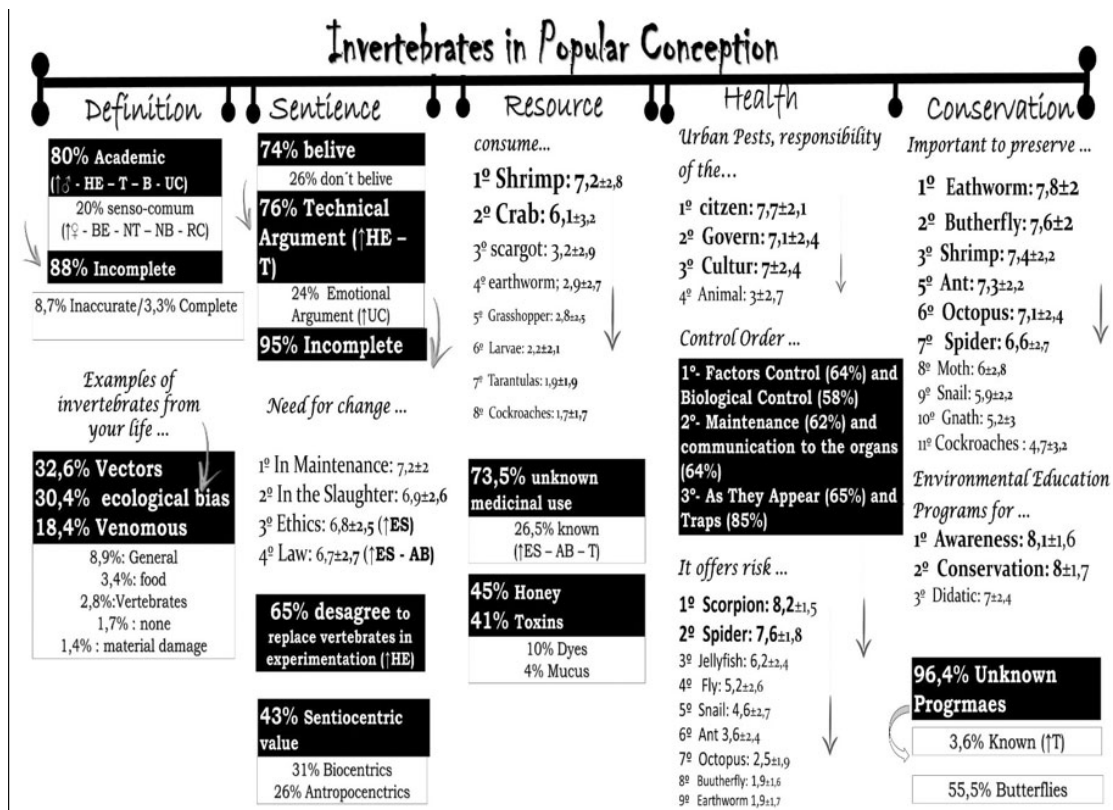 Invertebrates in Popular Conception
Definition
80% Academic
(↑♂ - HE – T – B - UC)
20% senso-comum
(↑♀ - BE - NT – NB - RC)
88% Incomplete
8,7% Inaccurate/3,3% Complete
Examples of
invertebrates from
your life ...
32,6% Vectors
30,4% ecological bias
18,4% Venomous
8,9%: General
3,4%: food
2,8%:Vertebrates
1,7% : none
1,4% : material damage
Sentience
74% belive
26% don´t belive
76% Technical
Argument (↑HE –
T)
24% Emotional
Argument (↑UC)
95% Incomplete
Need for change ...
1º In Maintenance: 7,2±2
2º In the Slaughter: 6,9±2,6
3º Ethics: 6,8±2,5 (↑ES)
4º Law: 6,7±2,7 (↑ES - AB)
65% desagree to
replace vertebrates in
experimentation (↑HE)
43% Sentiocentric
value
31% Biocentrics
26% Antropocenctrics
Resource
consume...
1º Shrimp: 7,2±2,8
2º Crab: 6,1±3,2
3º scargot: 3,2±2,9
4º earthworm; 2,9±2,7
5º Grasshopper: 2,8±2,5
6º Larvae: 2,2±2,1
7º Tarantulas: 1,9±1,9
8º Cockroaches: 1,7±1,7
73,5% unknown
medicinal use
26,5% known
(↑ES – AB – T)
45% Honey
41% Toxins
10% Dyes
4% Mucus
Health
Urban Pests, responsibility
of the...
1º citzen: 7,7±2,1
2º Govern: 7,1±2,4
3º Cultur: 7±2,4
4º Animal: 3±2,7
Control Order ...
1º- Factors Control (64%) and
Biological Control (58%)
2º- Maintenance (62%) and
communication to the organs
(64%)
3º- As They Appear (65%) and
Traps (85%)
It offers risk ...
1º Scorpion: 8,2±1,5
2º Spider: 7,6±1,8
3º Jellyfish: 6,2±2,4
4º Fly: 5,2±2,6
5º Snail: 4,6±2,7
6º Ant 3,6±2,4
7º Octopus: 2,5±1,9
8º Buutherfly: 1,9±1,6
9º Earthworm 1,9±1,7
Conservation
Important to preserve ...
1º Eathworm: 7,8±2
2º Butherfly: 7,6±2
3º Shrimp: 7,4±2,2
5º Ant: 7,3±2,2
6º Octopus: 7,1±2,4
7º Spider: 6,6±2,7
8º Moth: 6±2,8
9º Snail: 5,9±2,2
10º Gnath: 5,2±3
11º Cockroaches : 4,7±3,2
Environmental Education
Programs for ...
1º Awareness: 8,1±1,6
2º Conservation: 8±1,7
3º Didatic: 7±2,4
96,4% Unknown
Progrmaes
3,6% Known (↑T)
55,5% Butterflies